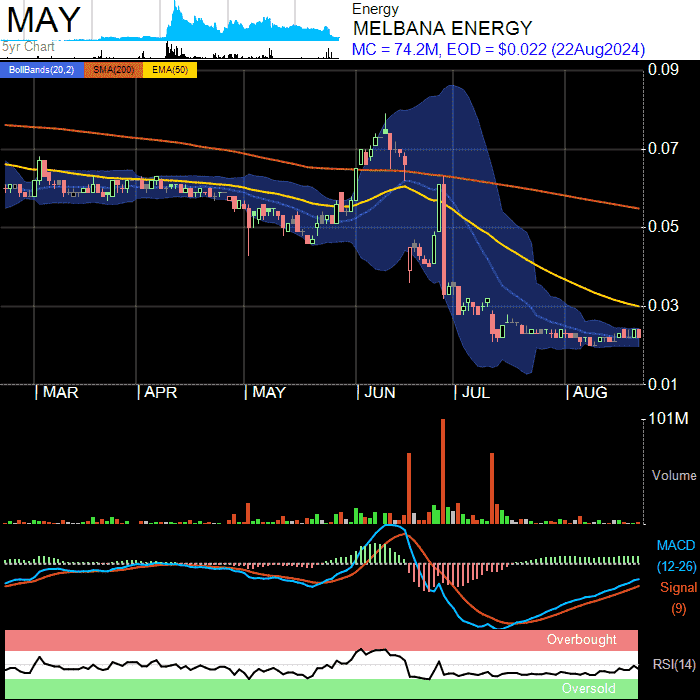 MAY
5yr Chart
Energy
MELBANA ENERGY
MC = 74.2M, EOD = $0.022 (22Aug2024)
BollBands(20,2) SMA(200) EMA(50)
0.09
0.07
0.05
0.03
0.01
MAR APR MAY JUN JUL AUG
101M
Volume
MACD
(12-26)
Signal
(9)
Overbought
RSI(14)
Oversold